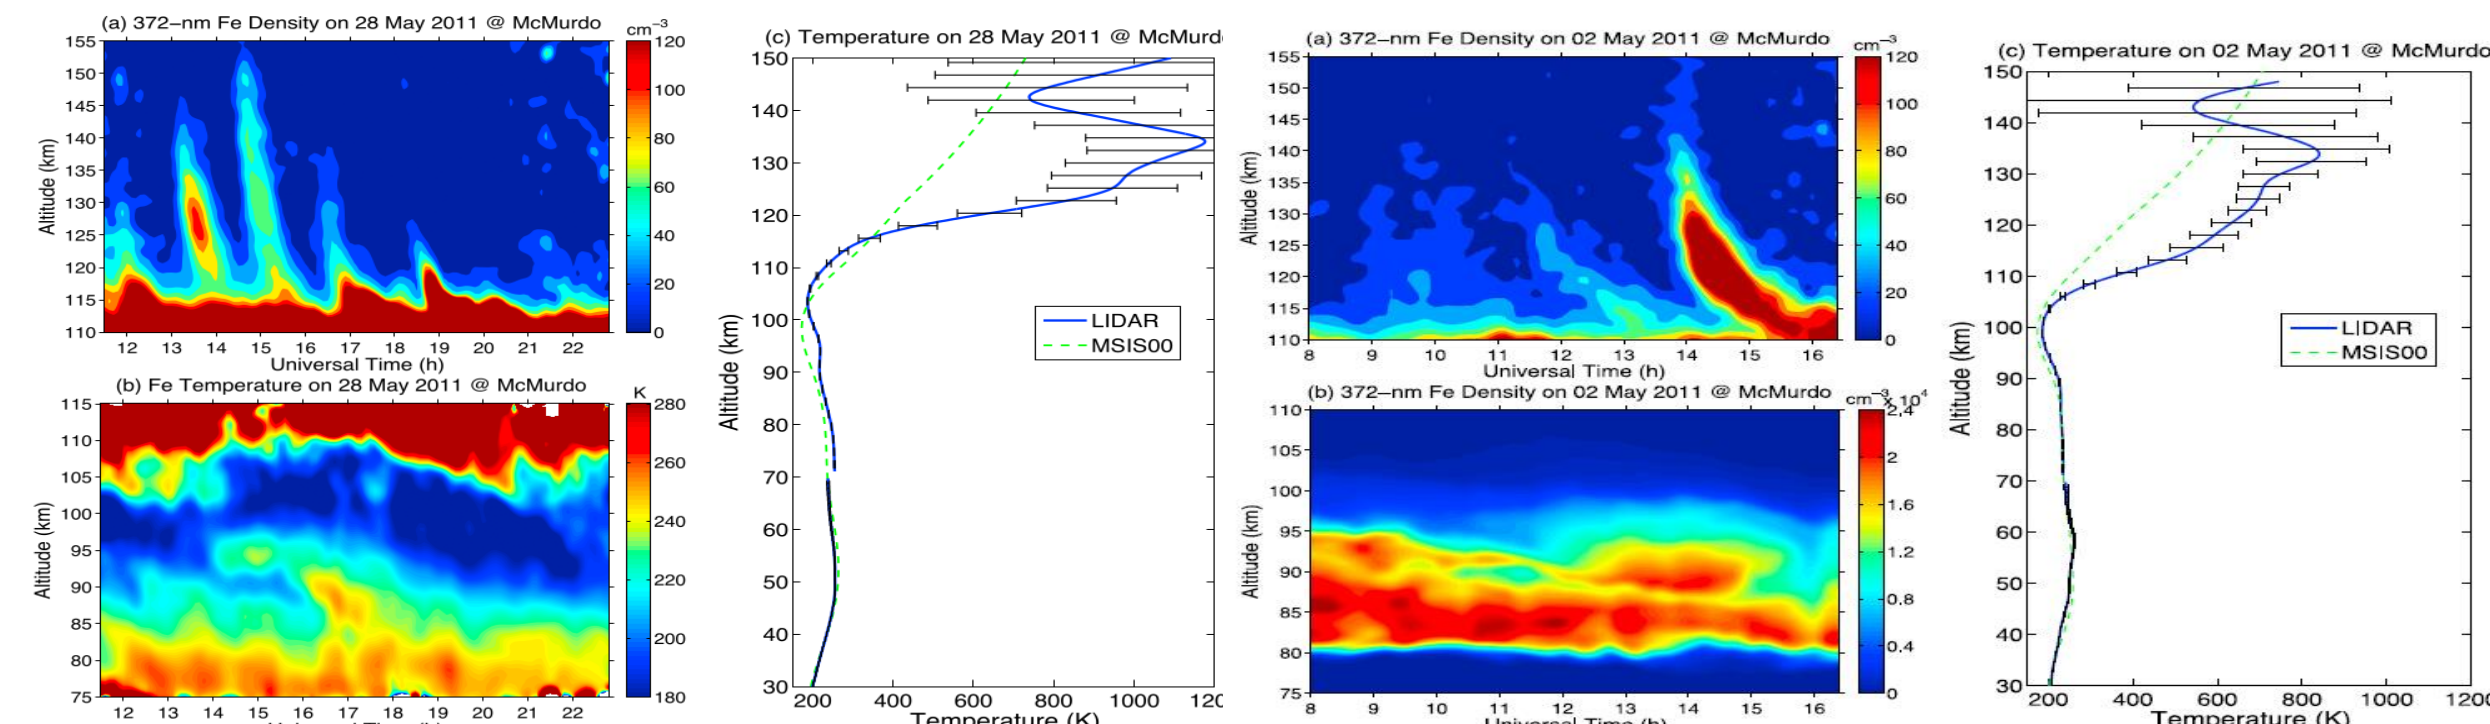 (a) 372−nm Fe Density on 28 May 2011 @ McMurdo
cm−3
155
150
145
140
135
130
125
120
115
110
Altitude (km)
12 13 14 15 16 17 18 19 20 21 22
Universal Time (h)
120
100
80
60
40
20
0
(b) Fe Temperature on 28 May 2011 @ McMurdo
K
115
110
105
100
95
90
85
80
75
Altitude (km)
12 13 14 15 16 17 18 19 20 21 22
280
260
240
220
200
180
(c) Temperature on 28 May 2011 @ McMurd
150
140
130
120
110
100
90
80
70
60
50
40
30
Altitude (km)
LIDAR
MSIS00
200 400 600 800 1000 120
Temperature (K)
(a) 372−nm Fe Density on 02 May 2011 @ McMurdo
cm−3
155
150
145
140
135
130
125
120
115
110
Altitude (km)
8 9 10 11 12 13 14 15 16
Universal Time (h)
120
100
80
60
40
20
0
(b) 372−nm Fe Density on 02 May 2011 @ McMurdo
cm−3 x 104
110
105
100
95
90
85
80
75
Altitude (km)
8 9 10 11 12 13 14 15 16
Universal Time (h)
2.4
2
1.6
1.2
0.8
0.4
0
(c) Temperature on 02 May 2011 @ McMurdo
150
140
130
120
110
100
90
80
70
60
50
40
30
Altitude (km)
LIDAR
MSIS00
200 400 600 800 1000 120
Temperature (K)